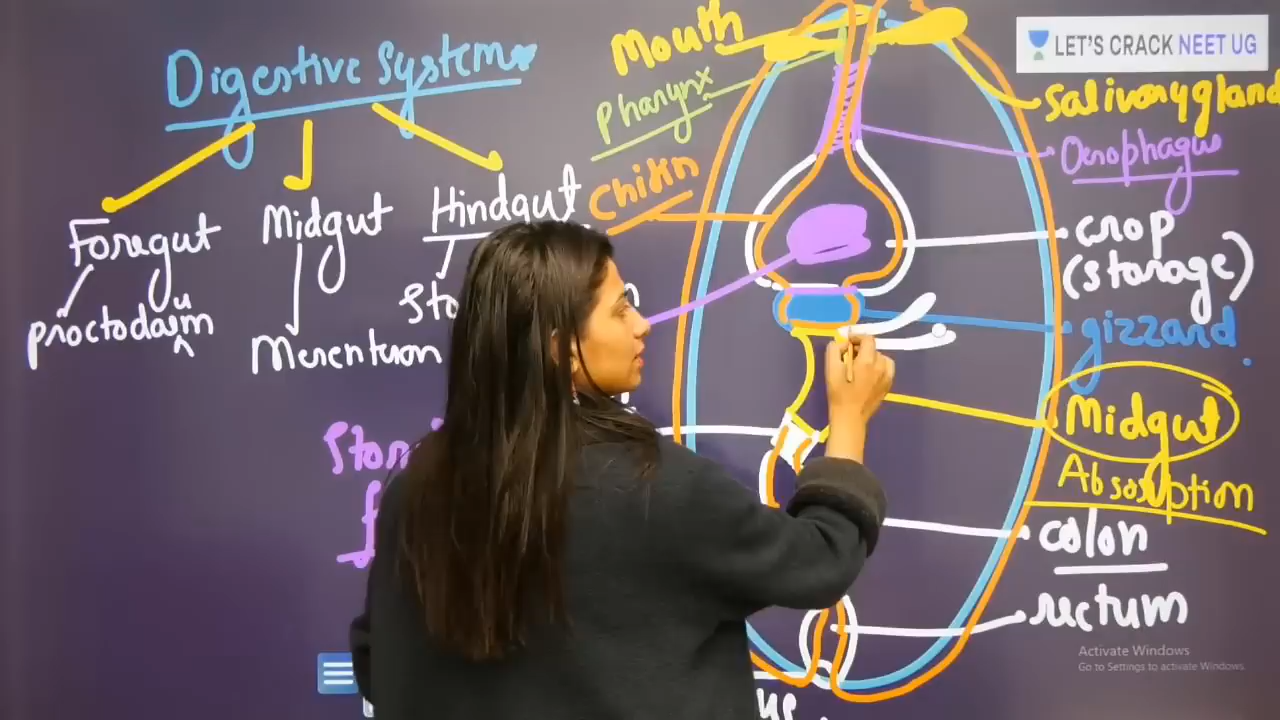 Digestive System
Foregut
Midgut
Hindgut
proctodaeum
Mesenteron
Mouth
Pharynx
Chitin
LET'S CRACK NEET UG
Salivary gland
Oesophagus
crop
(storage)
gizzard
Midgut
Absorption
colon
rectum
Activate Windows
Go to Settings to activate Windows.